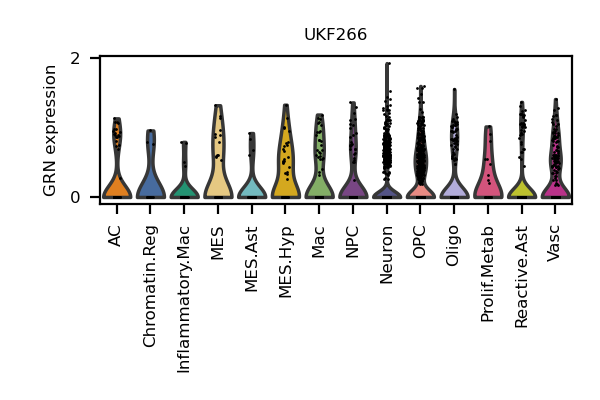 UKF266
GRN expression
2
0
AC
Chromatin.Reg
Inflammatory.Mac
MES
MES.Ast
MES.Hyp
Mac
NPC
Neuron
OPC
Oligo
Prolif.Metab
Reactive.Ast
Vasc